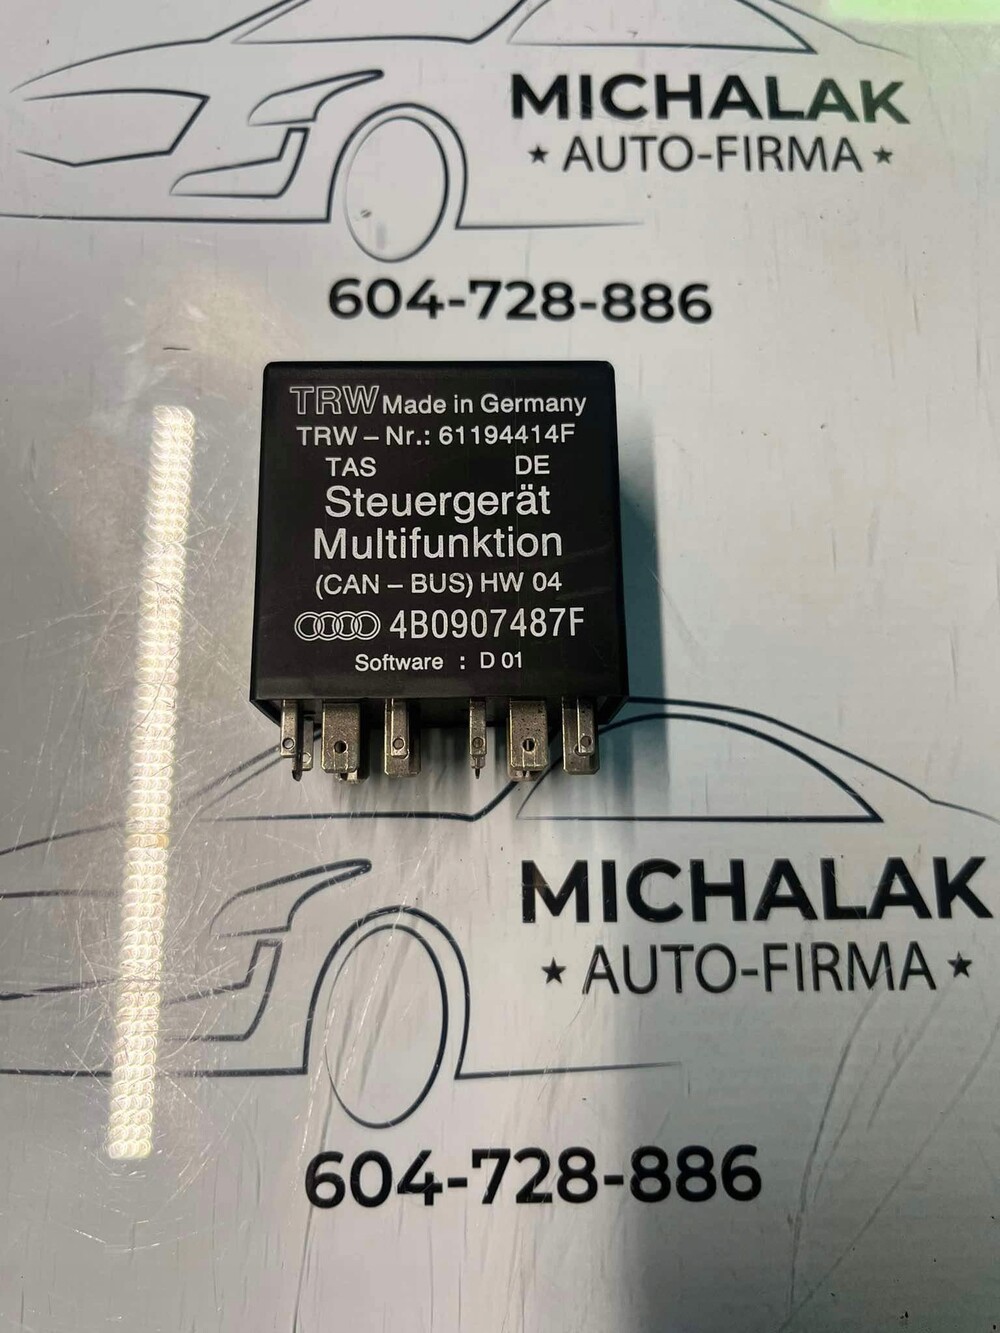 MICHALAK
★ AUTO-FIRMA ★
604-728-886
TRW Made in Germany
TRW – Nr.: 61194414F
TAS DE
Steuergerät
Multifunktion
(CAN – BUS) HW 04
4B0907487F
Software : D 01
MICHALAK
★ AUTO-FIRMA ★
604-728-886